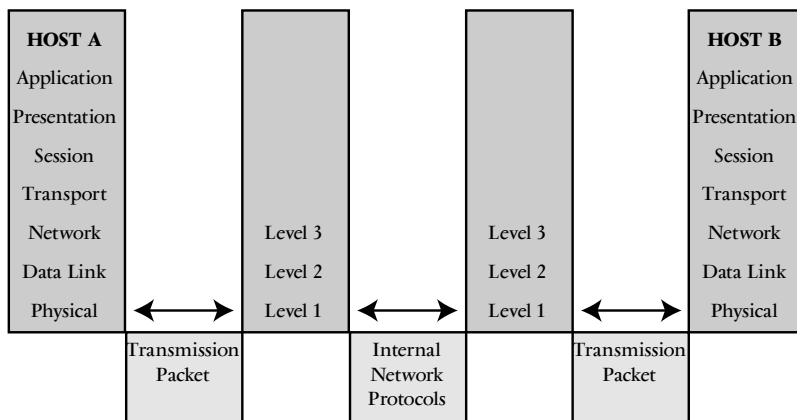 HOST A
Application
Presentation
Session
Transport
Network
Data Link
Physical
Level 3
Level 2
Level 1
Level 3
Level 2
Level 1
HOST B
Application
Presentation
Session
Transport
Network
Data Link
Physical
Transmission
Packet
Internal
Network
Protocols
Transmission
Packet